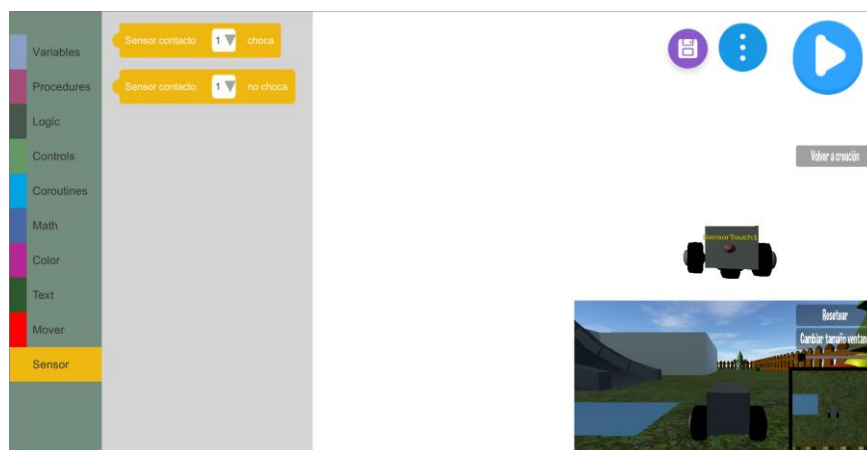 Variables
Procedures
Logic
Controls
Coroutines
Math
Color
Text
Mover
Sensor
Sensor contacto 1 choca
Sensor contacto 1 no choca
Volver a creación
SensorTouch1
Resetear
Cambiar tamaño ventan